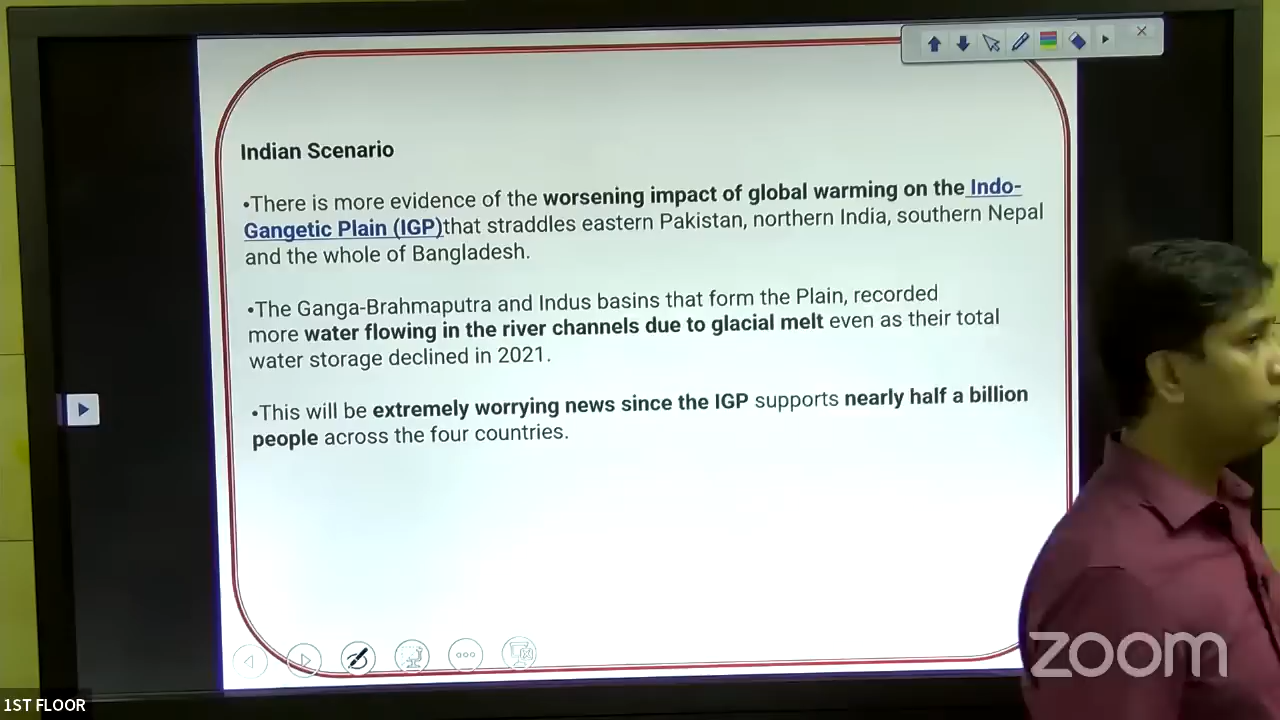 Indian Scenario
•There is more evidence of the worsening impact of global warming on the Indo-
Gangetic Plain (IGP)that straddles eastern Pakistan, northern India, southern Nepal
and the whole of Bangladesh.
•The Ganga-Brahmaputra and Indus basins that form the Plain, recorded
more water flowing in the river channels due to glacial melt even as their total
water storage declined in 2021.
•This will be extremely worrying news since the IGP supports nearly half a billion
people across the four countries.
zoom
1ST FLOOR